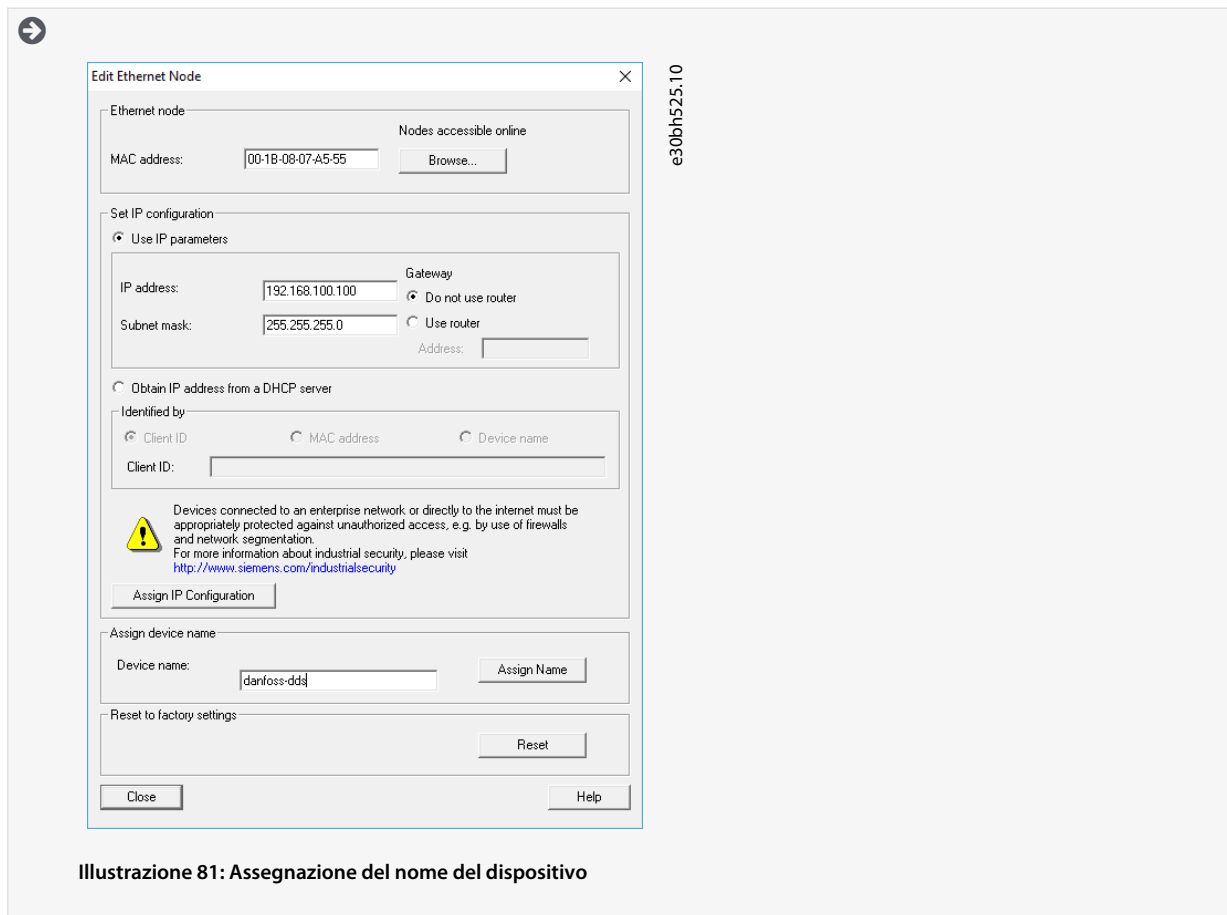 Edit Ethernet Node
e30bh525.10
Ethernet node
Nodes accessible online
MAC address: 00-1B-08-07-A5-55 Browse...
Set IP configuration
Use IP parameters
Gateway
IP address: 192.168.100.100 Do not use router
Subnet mask: 255.255.255.0 Use router
Address:
Obtain IP address from a DHCP server
Identified by
Client ID MAC address Device name
Client ID:
Devices connected to an enterprise network or directly to the internet must be
appropriately protected against unauthorized access, e.g. by use of firewalls
and network segmentation.
For more information about industrial security, please visit
http://www.siemens.com/industrialsecurity
Assign IP Configuration
Assign device name
Device name: danfoss-dds Assign Name
Reset to factory settings
Reset
Close Help
Illustrazione 81: Assegnazione del nome del dispositivo